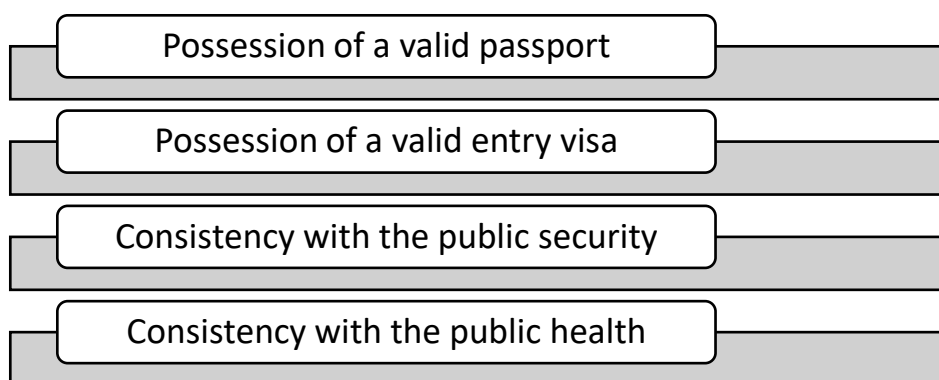 Possession of a valid passport
Possession of a valid entry visa
Consistency with the public security
Consistency with the public health